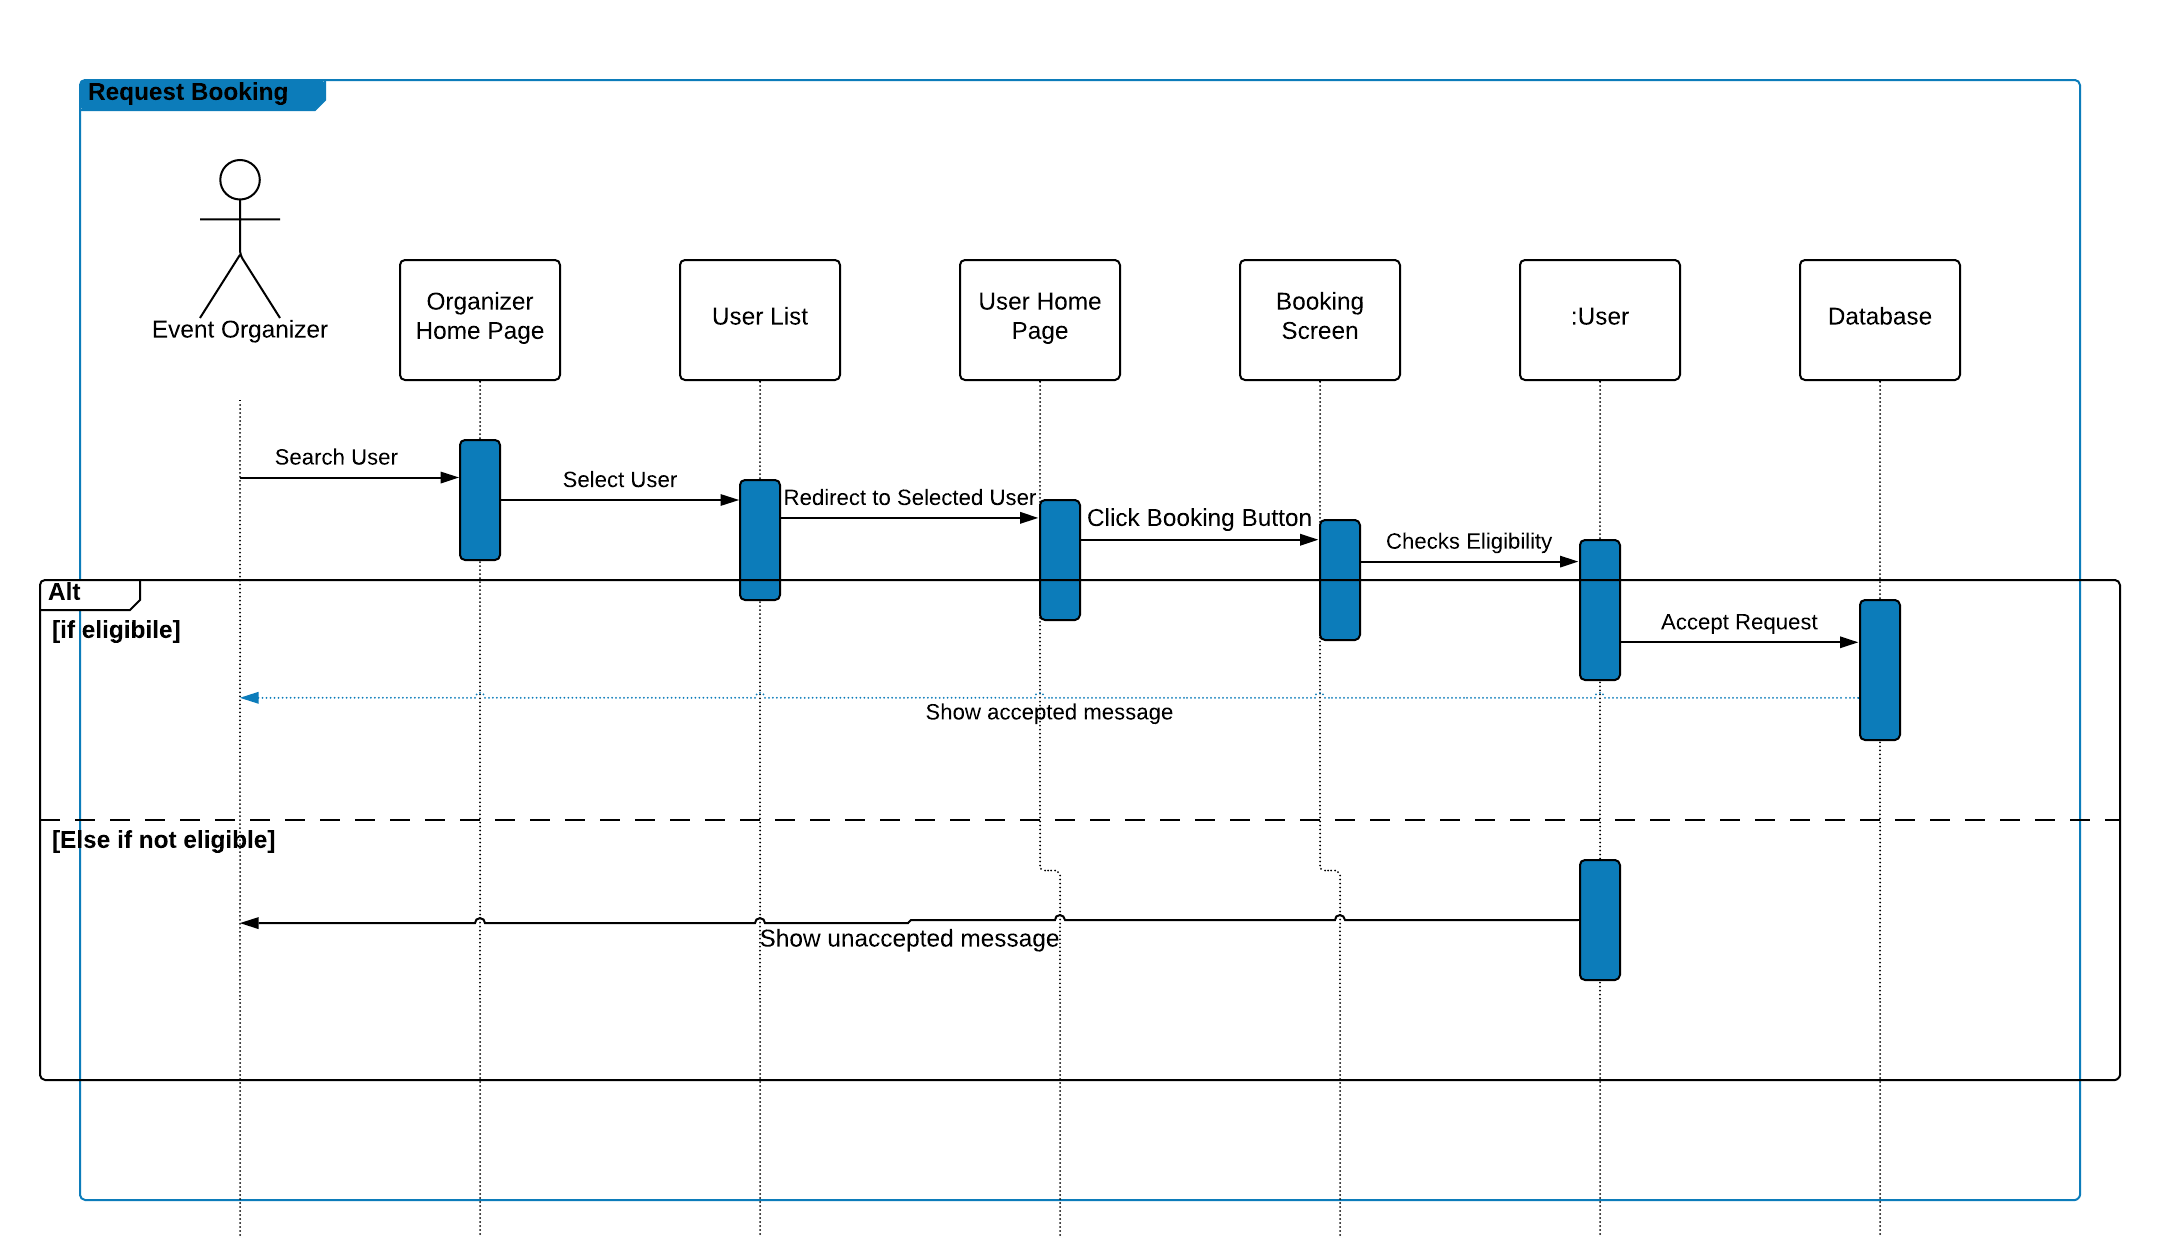 Request Booking
Event Organizer
Organizer
Home Page
User List
User Home
Page
Booking
Screen
:User
Database
Search User
Select User
Redirect to Selected User
Click Booking Button
Checks Eligibility
Alt
[if eligibile]
Accept Request
Show accepted message
[Else if not eligible]
Show unaccepted message